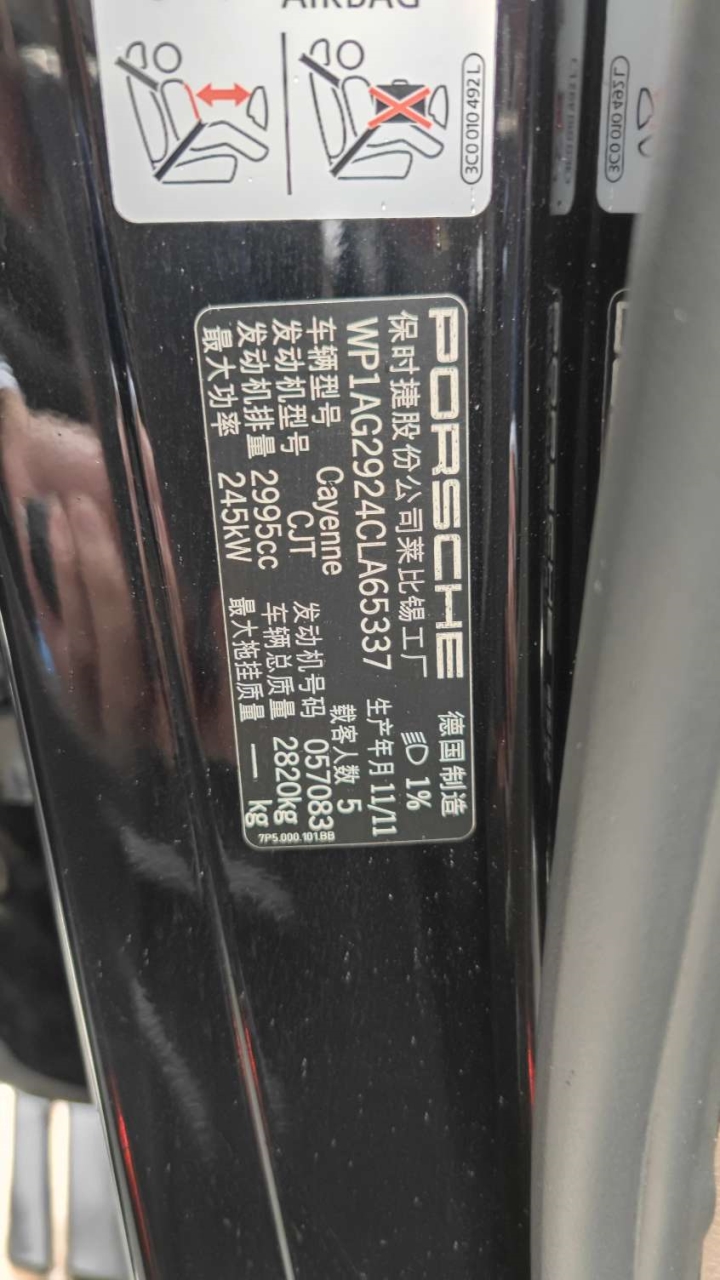 AIRBAG
3C0 010 492 L
PORSCHE 德国制造
保时捷股份公司莱比锡工厂 1%
WP1AG2924CLA65337 生产年月 11/11
车辆型号 Cayenne 载客人数 5
发动机型号 CJT 发动机号码 057083
发动机排量 2995cc 车辆总质量 2820kg
最大功率 245kW 最大拖挂质量 — kg
7P5.000.101.BB